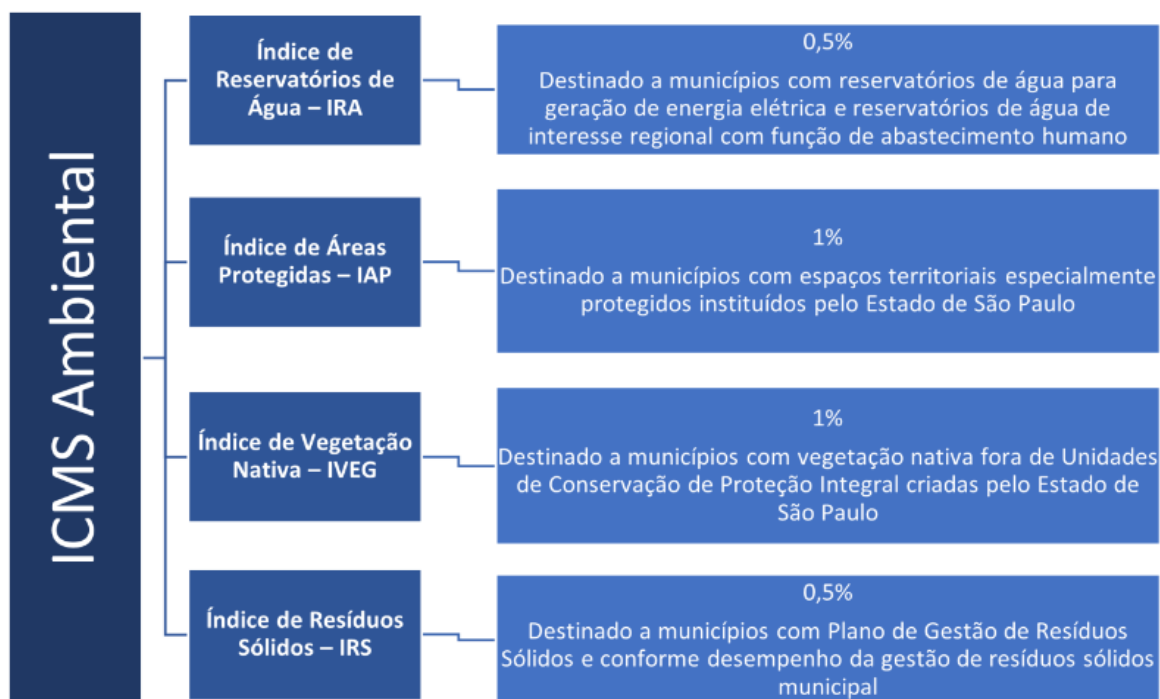 ICMS Ambiental
Índice de
Reservatórios de
Água – IRA
0,5%
Destinado a municípios com reservatórios de água para
geração de energia elétrica e reservatórios de água de
interesse regional com função de abastecimento humano
Índice de Áreas
Protegidas – IAP
1%
Destinado a municípios com espaços territoriais especialmente
protegidos instituídos pelo Estado de São Paulo
Índice de Vegetação
Nativa – IVEG
1%
Destinado a municípios com vegetação nativa fora de Unidades
de Conservação de Proteção Integral criadas pelo Estado de
São Paulo
Índice de Resíduos
Sólidos – IRS
0,5%
Destinado a municípios com Plano de Gestão de Resíduos
Sólidos e conforme desempenho da gestão de resíduos sólidos
municipal